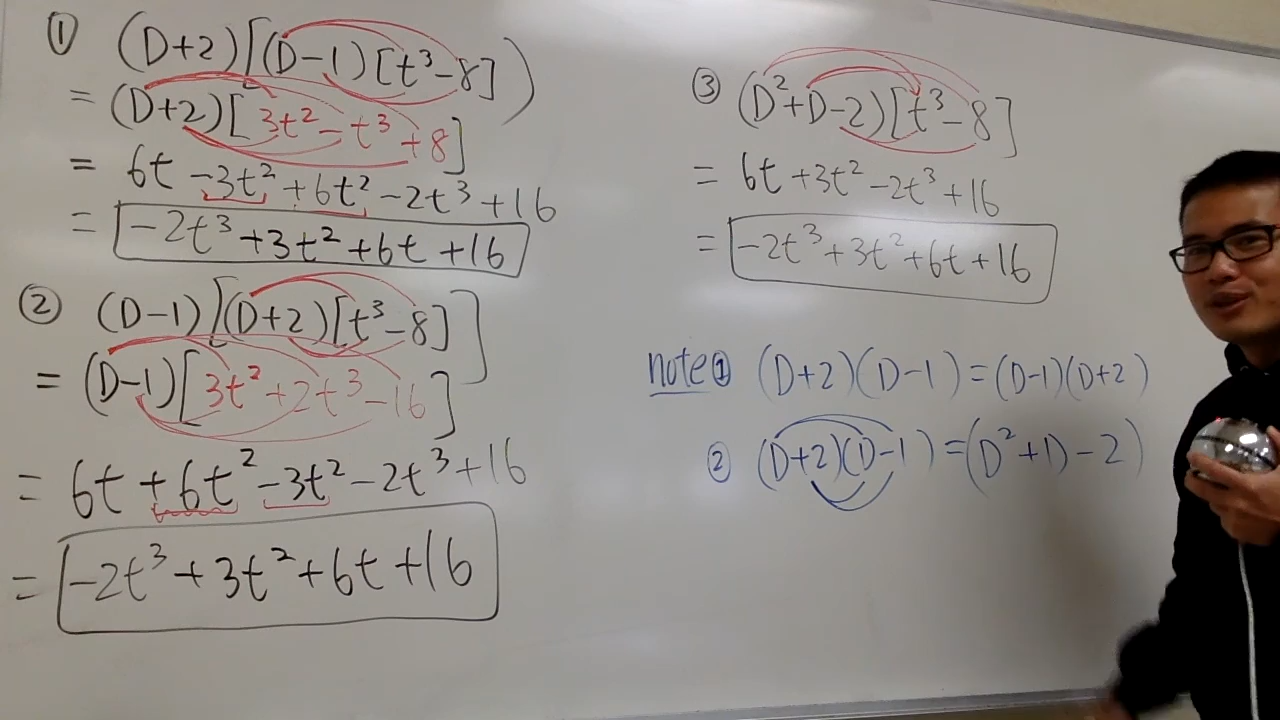 ① (D+2)[(D-1)[t³-8])
= (D+2)[3t²-t³+8]
= 6t -3t² +6t² -2t³ +16
= -2t³+3t²+6t+16
② (D-1)[(D+2)[t³-8]]
= (D-1)[3t²+2t³-16]
= 6t +6t² -3t² -2t³ +16
= -2t³+3t²+6t+16
③ (D²+D-2)[t³-8]
= 6t +3t² -2t³ +16
= -2t³+3t²+6t+16
note① (D+2)(D-1)=(D-1)(D+2)
② (D+2)(D-1)=(D²+D-2)